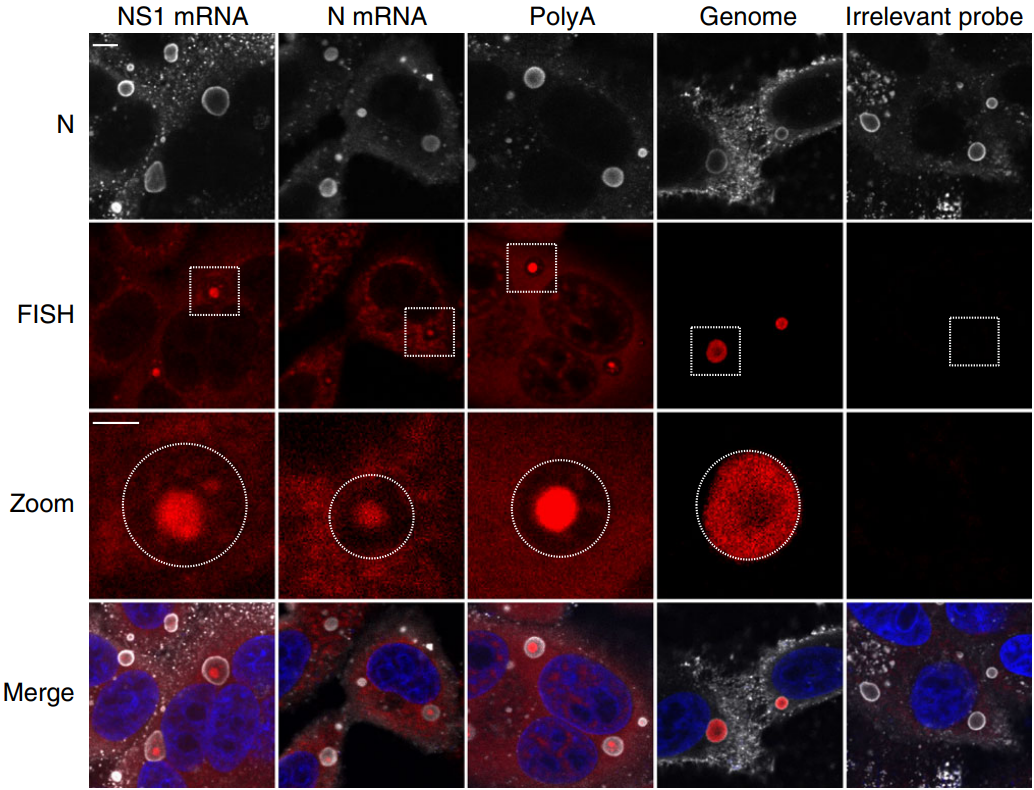 NS1 mRNA N mRNA PolyA Genome Irrelevant probe
N
FISH
Zoom
Merge